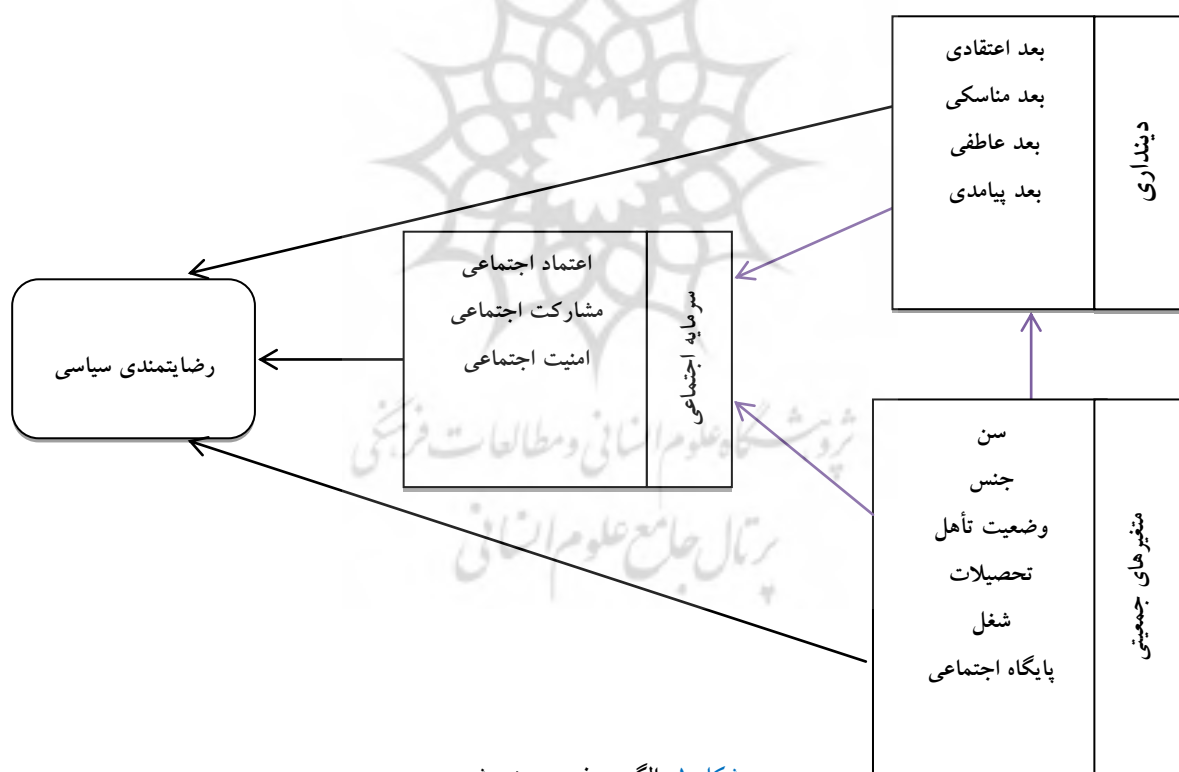 بعد اعتقادی
بعد مناسکی
بعد عاطفی
بعد پیامدی
دینداری
اعتماد اجتماعی
مشارکت اجتماعی
امنیت اجتماعی
سرمایه اجتماعی
رضایتمندی سیاسی
سن
جنس
وضعیت تأهل
تحصیلات
شغل
پایگاه اجتماعی
متغیرهای جمعیتی
پژوهشگاه علوم انسانی و مطالعات فرهنگی
پرتال جامع علوم انسانی